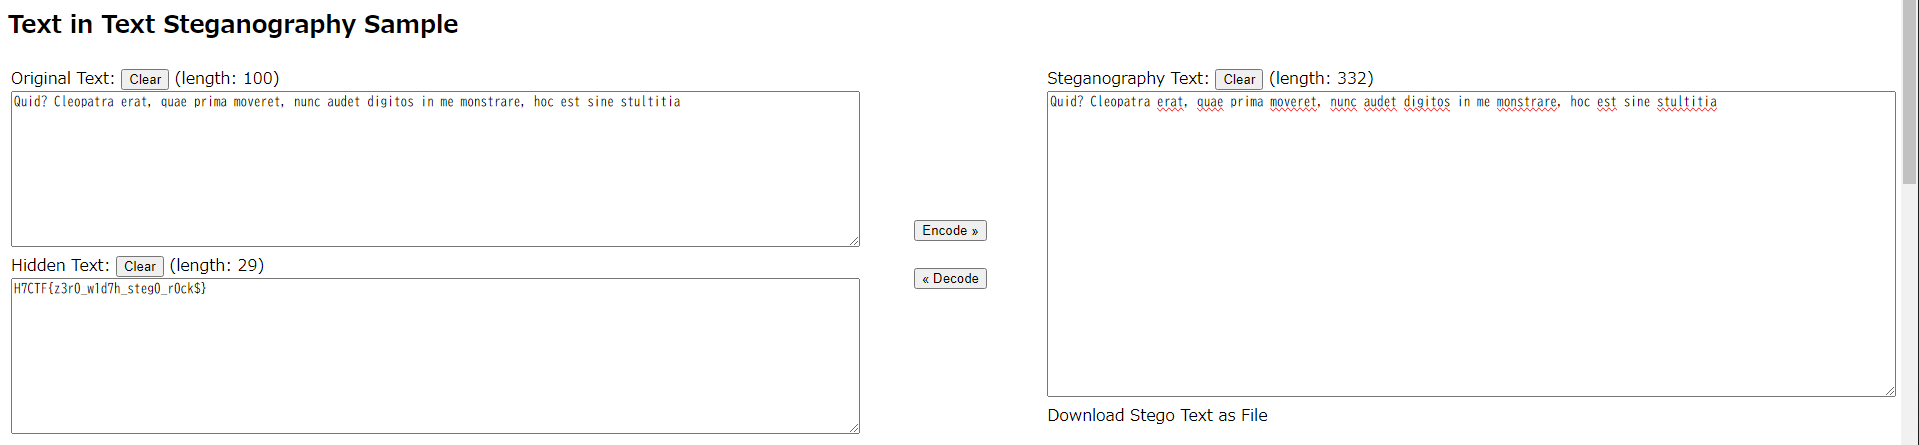 Text in Text Steganography Sample
Original Text: Clear (length: 100)
Quid? Cleopatra erat, quae prima moveret, nunc audet digitos in me monstrare, hoc est sine stultitia
Hidden Text: Clear (length: 29)
H7CTF{z3r0_w1d7h_steg0_r0ck$}
Encode »
« Decode
Steganography Text: Clear (length: 332)
Quid? Cleopatra erat, quae prima moveret, nunc audet digitos in me monstrare, hoc est sine stultitia
Download Stego Text as File